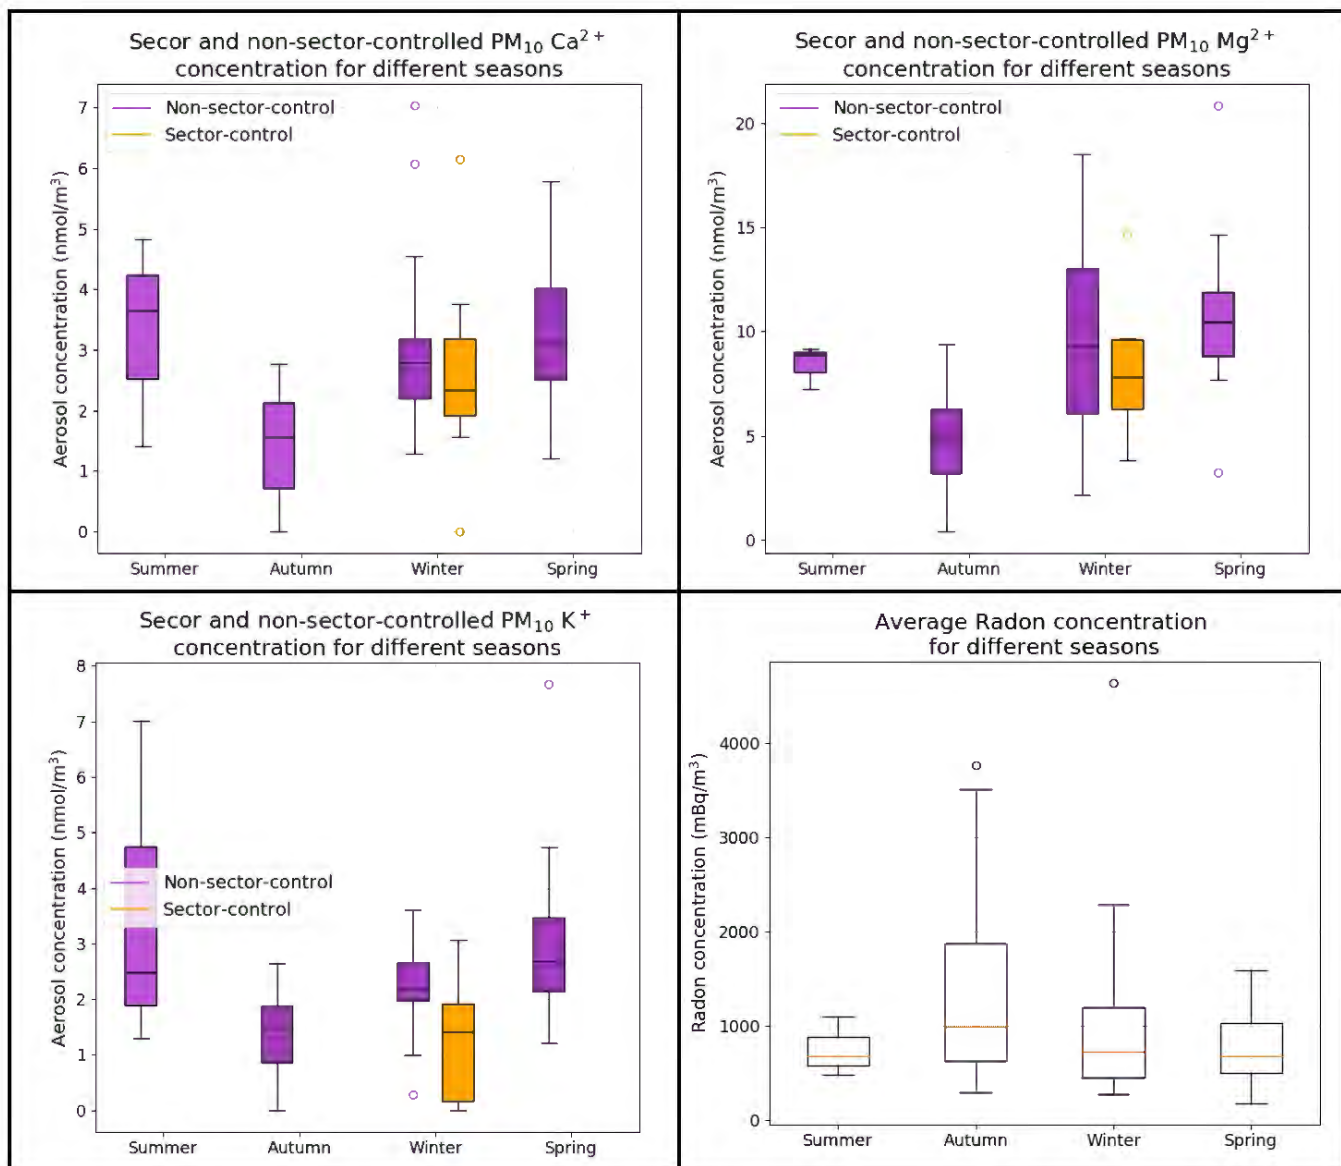 Secor and non-sector-controlled PM₁₀ Ca²⁺
concentration for different seasons
Non-sector-control
Sector-control
Aerosol concentration (nmol/m³)
7
6
5
4
3
2
1
0
Summer Autumn Winter Spring
Secor and non-sector-controlled PM₁₀ Mg²⁺
concentration for different seasons
Non-sector-control
Sector-control
Aerosol concentration (nmol/m³)
20
15
10
5
0
Summer Autumn Winter Spring
Secor and non-sector-controlled PM₁₀ K⁺
concentration for different seasons
Non-sector-control
Sector-control
Aerosol concentration (nmol/m³)
8
7
6
5
4
3
2
1
0
Summer Autumn Winter Spring
Average Radon concentration
for different seasons
Radon concentration (mBq/m³)
4000
3000
2000
1000
0
Summer Autumn Winter Spring